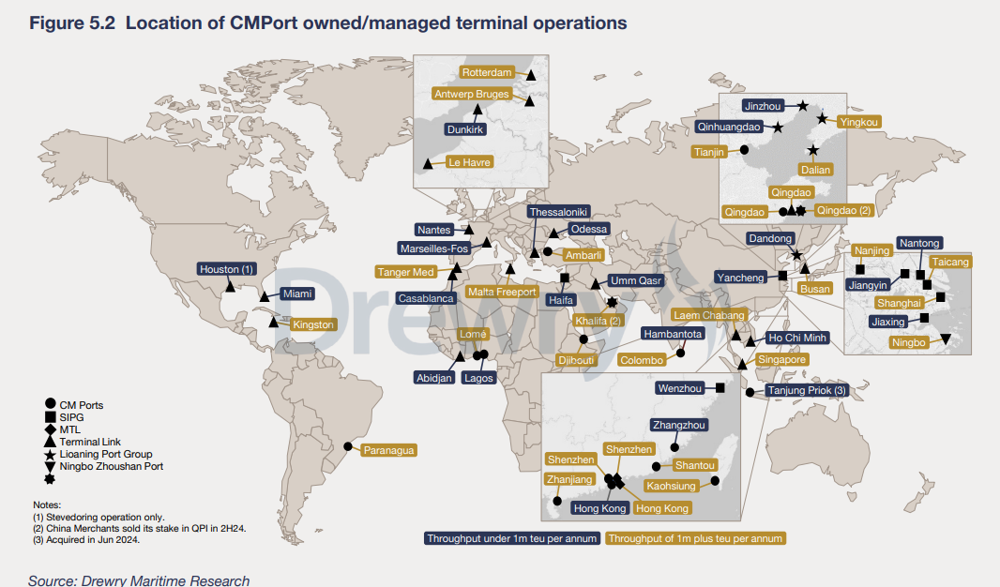 Figure 5.2 Location of CMPort owned/managed terminal operations
Rotterdam
Antwerp Bruges
Dunkirk
Le Havre
Jinzhou
Yingkou
Qinhuangdao
Tianjin
Dalian
Qingdao
Qingdao
Qingdao (2)
Thessaloniki
Nantes
Odessa
Marseilles-Fos
Ambarli
Dandong
Nantong
Nanjing
Taicang
Houston (1)
Tanger Med
Yancheng
Jiangyin
Miami
Casablanca
Malta Freeport
Haifa
Umm Qasr
Busan
Shanghai
Kingston
Khalifa (2)
Laem Chabang
Jiaxing
Lomé
Hambantota
Ho Chi Minh
Ningbo
Djibouti
Colombo
Singapore
Abidjan
Lagos
Wenzhou
Tanjung Priok (3)
Drewry
CM Ports
SIPG
MTL
Terminal Link
Lioaning Port Group
Ningbo Zhoushan Port
Paranagua
Zhangzhou
Shenzhen
Shenzhen
Shantou
Zhanjiang
Kaohsiung
Hong Kong
Hong Kong
Notes:
(1) Stevedoring operation only.
(2) China Merchants sold its stake in QPI in 2H24.
(3) Acquired in Jun 2024.
Throughput under 1m teu per annum
Throughput of 1m plus teu per annum
Source: Drewry Maritime Research